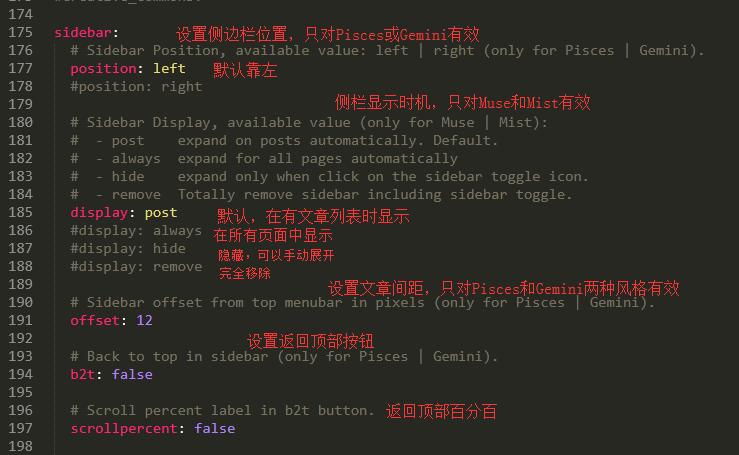 174
175 sidebar: 设置侧边栏位置，只对Pisces或Gemini有效
176 # Sidebar Position, available value: left | right (only for Pisces | Gemini).
177 position: left 默认靠左
178 #position: right
179 侧栏显示时机，只对Muse和Mist有效
180 # Sidebar Display, available value (only for Muse | Mist):
181 #  - post    expand on posts automatically. Default.
182 #  - always  expand for all pages automatically
183 #  - hide    expand only when click on the sidebar toggle icon.
184 #  - remove  Totally remove sidebar including sidebar toggle.
185 display: post 默认，在有文章列表时显示
186 #display: always 在所有页面中显示
187 #display: hide 隐藏，可以手动展开
188 #display: remove 完全移除
189 设置文章间距，只对Pisces和Gemini两种风格有效
190 # Sidebar offset from top menubar in pixels (only for Pisces | Gemini).
191 offset: 12
192 设置返回顶部按钮
193 # Back to top in sidebar (only for Pisces | Gemini).
194 b2t: false
195
196 # Scroll percent label in b2t button. 返回顶部百分百
197 scrollpercent: false
198